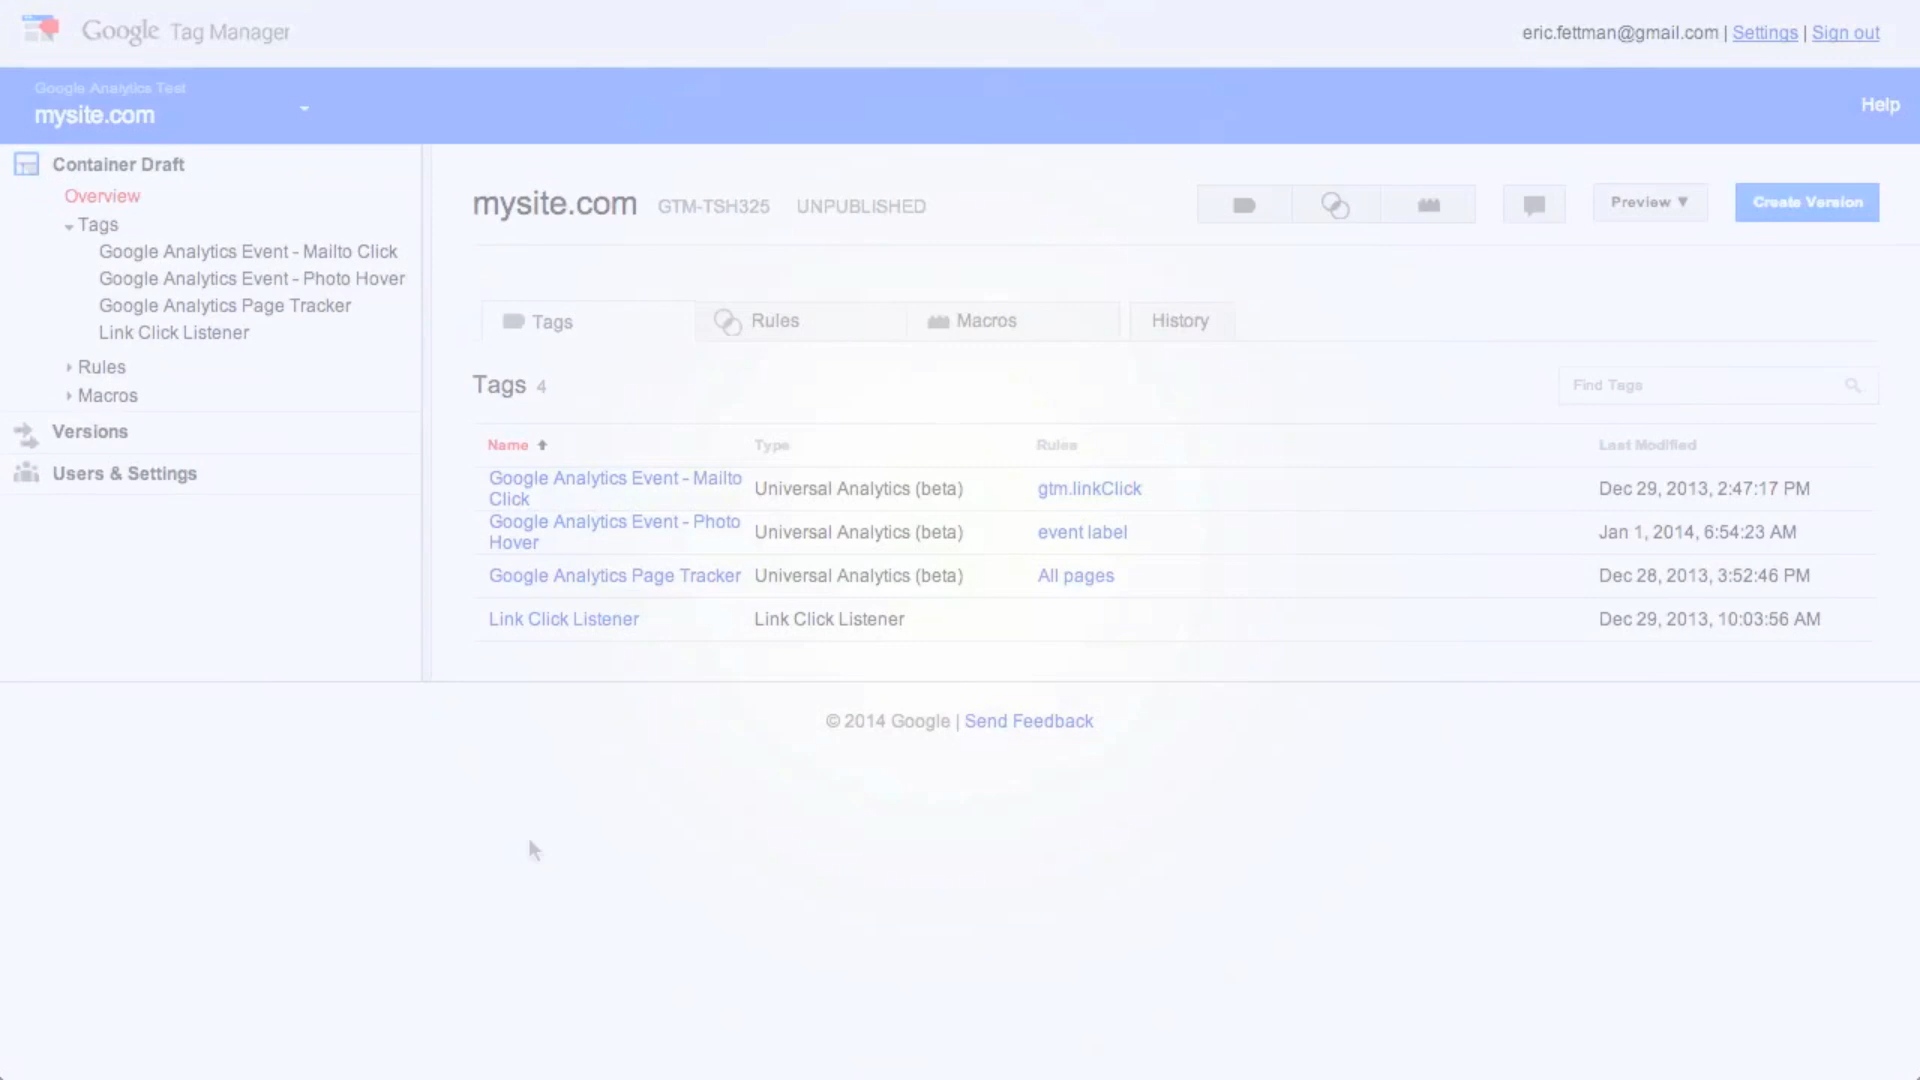 Google Tag Manager
eric.fettman@gmail.com | Settings | Sign out
Google Analytics Test
mysite.com
Help
Container Draft
Overview
Tags
Google Analytics Event - Mailto Click
Google Analytics Event - Photo Hover
Google Analytics Page Tracker
Link Click Listener
Rules
Macros
Versions
Users & Settings
mysite.com GTM-TSH325 UNPUBLISHED
Preview ▼
Create Version
Tags
Rules
Macros
History
Tags 4
Find Tags
Name Type Rules Last Modified
Google Analytics Event - Mailto
Click
Universal Analytics (beta) gtm.linkClick Dec 29, 2013, 2:47:17 PM
Google Analytics Event - Photo
Hover
Universal Analytics (beta) event label Jan 1, 2014, 6:54:23 AM
Google Analytics Page Tracker Universal Analytics (beta) All pages Dec 28, 2013, 3:52:46 PM
Link Click Listener Link Click Listener Dec 29, 2013, 10:03:56 AM
© 2014 Google | Send Feedback